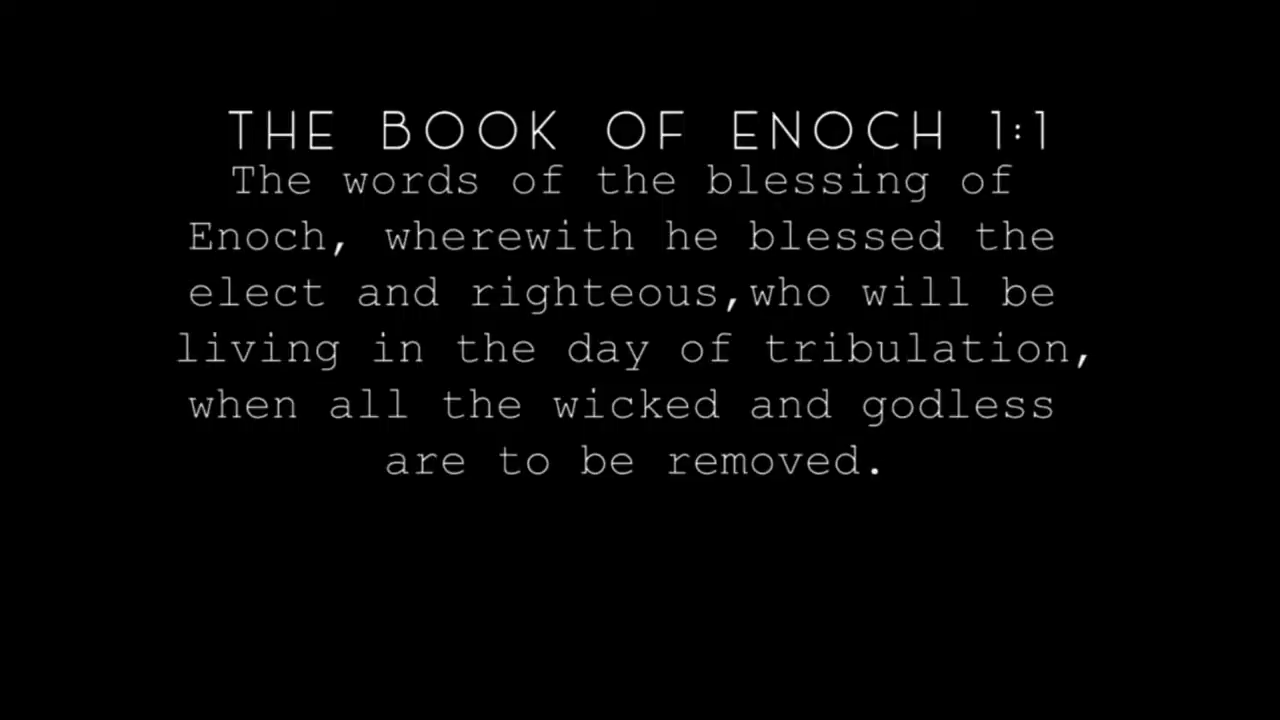 THE BOOK OF ENOCH 1:1
The words of the blessing of
Enoch, wherewith he blessed the
elect and righteous,who will be
living in the day of tribulation,
when all the wicked and godless
are to be removed.